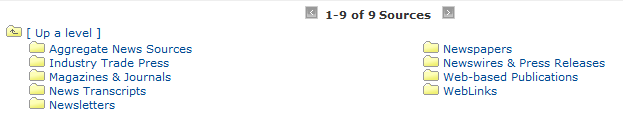 1-9 of 9 Sources
[ Up a level ]
Aggregate News Sources
Industry Trade Press
Magazines & Journals
News Transcripts
Newsletters
Newspapers
Newswires & Press Releases
Web-based Publications
WebLinks